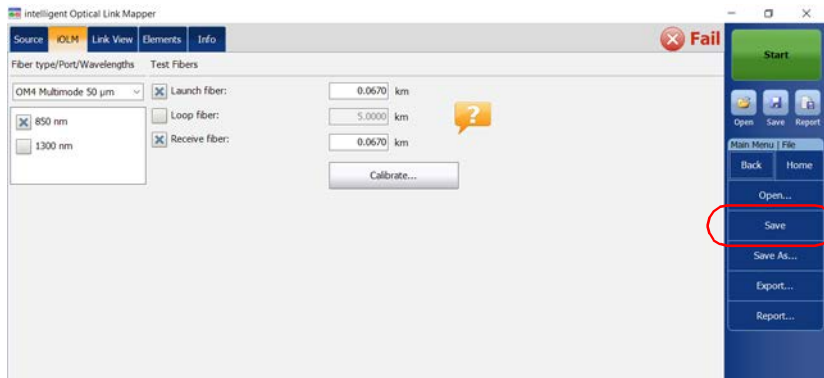 intelligent Optical Link Mapper
Source iOLM Link View Elements Info
Fail
Start
Fiber type/Port/Wavelengths Test Fibers
OM4 Multimode 50 µm
Launch fiber: 0.0670 km
Loop fiber: 5.0000 km
850 nm
1300 nm
Receive fiber: 0.0670 km
?
Calibrate...
Open Save Report
Main Menu | File
Back Home
Open...
Save
Save As...
Export...
Report...